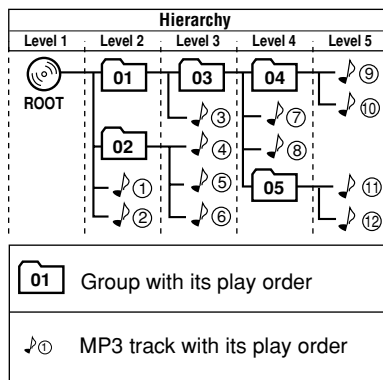 Hierarchy
Level 1 Level 2 Level 3 Level 4 Level 5
01 03 04 ⑨
ROOT
③ ⑦ ⑩
02 ④ ⑧
① ⑤ 05 ⑪
② ⑥ ⑫
01 Group with its play order
① MP3 track with its play order